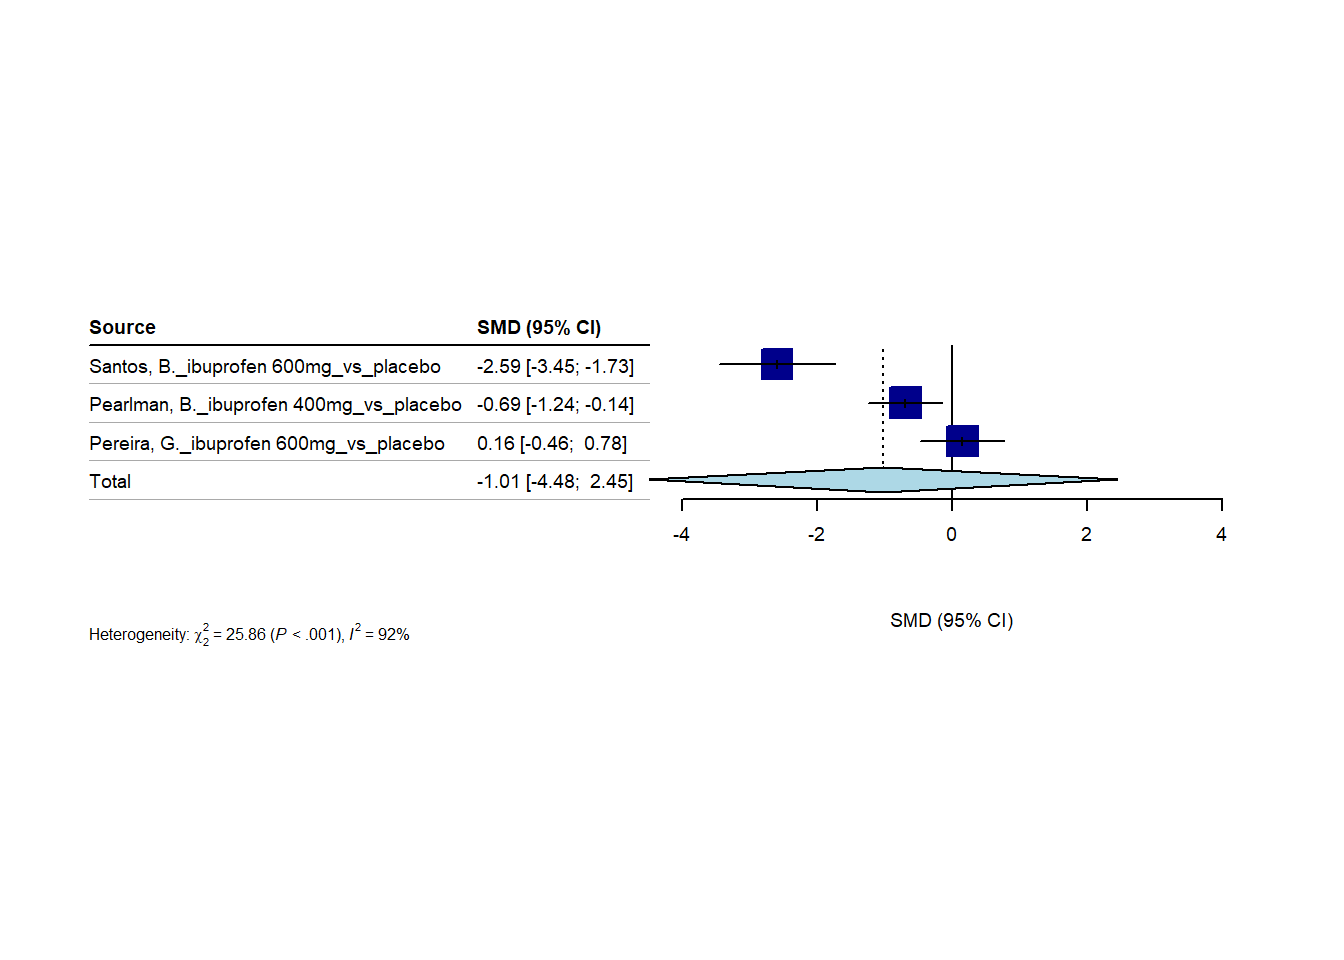 Source SMD (95% CI)
Santos, B._ibuprofen 600mg_vs_placebo -2.59 [-3.45; -1.73]
Pearlman, B._ibuprofen 400mg_vs_placebo -0.69 [-1.24; -0.14]
Pereira, G._ibuprofen 600mg_vs_placebo 0.16 [-0.46; 0.78]
Total -1.01 [-4.48; 2.45]
-4 -2 0 2 4
SMD (95% CI)
Heterogeneity: χ²₂ = 25.86 (P < .001), I² = 92%